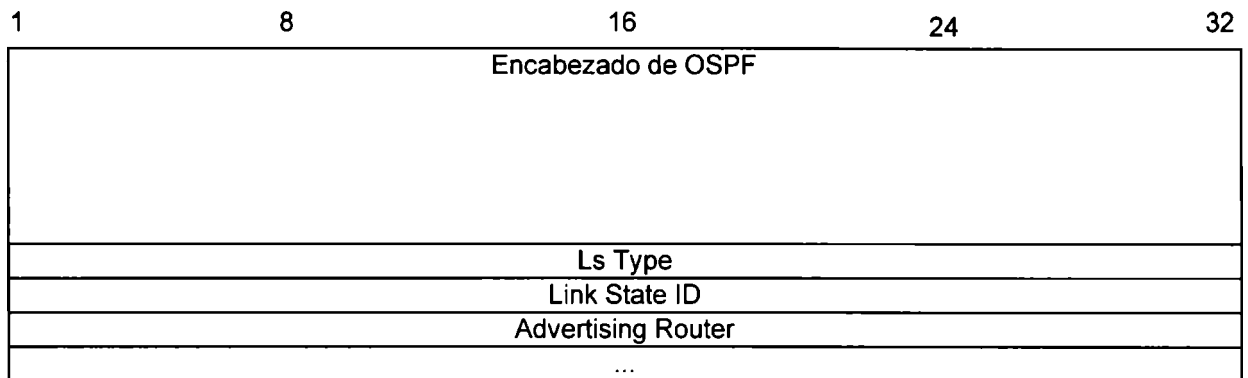 1 8 16 24 32
Encabezado de OSPF
Ls Type
Link State ID
Advertising Router
...